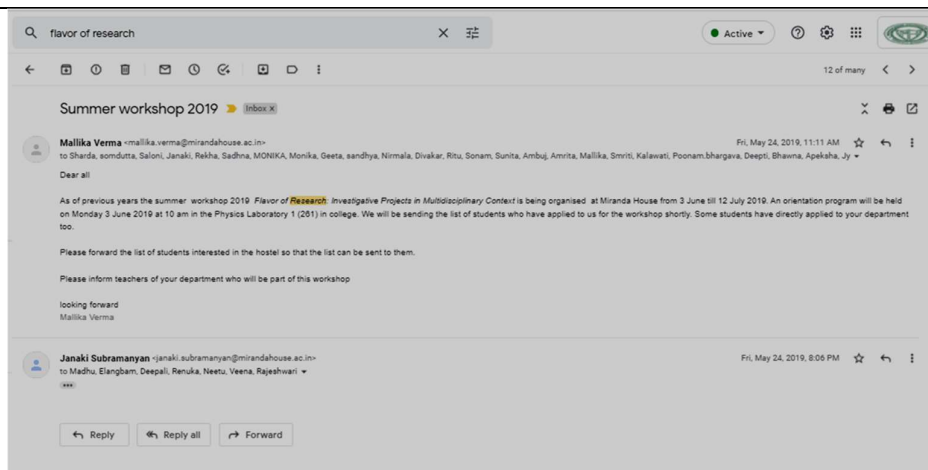 flavor of research
Active
12 of many
Summer workshop 2019 Inbox x
Mallika Verma <mallika.verma@mirandahouse.ac.in>
Fri, May 24, 2019, 11:11 AM
to Sharda, somdutta, Saloni, Janaki, Rekha, Sadhna, MONIKA, Monika, Geeta, sandhya, Nirmala, Divakar, Ritu, Sonam, Sunita, Ambuj, Amrita, Mallika, Smriti, Kalawati, Poonam.bhargava, Deepti, Bhawna, Apeksha, Jy
Dear all
As of previous years the summer workshop 2019 Flavor of Research: Investigative Projects in Multidisciplinary Context is being organised at Miranda House from 3 June till 12 July 2019. An orientation program will be held
on Monday 3 June 2019 at 10 am in the Physics Laboratory 1 (261) in college. We will be sending the list of students who have applied to us for the workshop shortly. Some students have directly applied to your department
too.
Please forward the list of students interested in the hostel so that the list can be sent to them.
Please inform teachers of your department who will be part of this workshop
looking forward
Mallika Verma
Janaki Subramanyan <janaki.subramanyan@mirandahouse.ac.in>
Fri, May 24, 2019, 8:06 PM
to Madhu, Elangbam, Deepali, Renuka, Neetu, Veena, Rajeshwari
Reply
Reply all
Forward